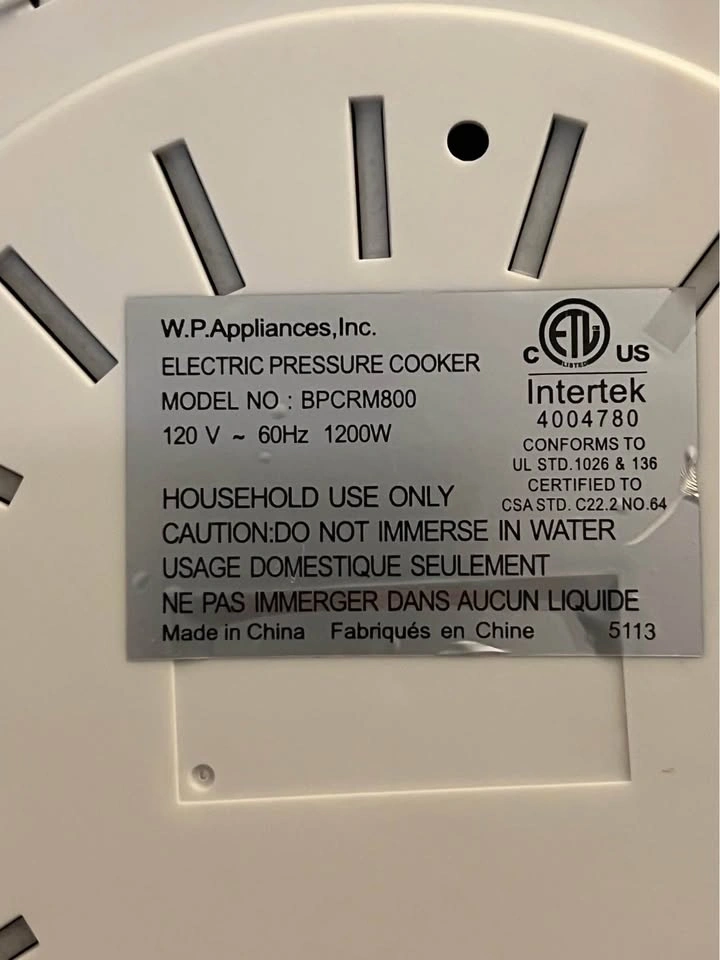 W.P.Appliances,Inc.
ELECTRIC PRESSURE COOKER
MODEL NO : BPCRM800
120 V ~ 60Hz 1200W
ETL
LISTED
C US
Intertek
4004780
CONFORMS TO
UL STD.1026 & 136
CERTIFIED TO
CSA STD. C22.2 NO.64
HOUSEHOLD USE ONLY
CAUTION:DO NOT IMMERSE IN WATER
USAGE DOMESTIQUE SEULEMENT
NE PAS IMMERGER DANS AUCUN LIQUIDE
Made in China Fabriqués en Chine 5113